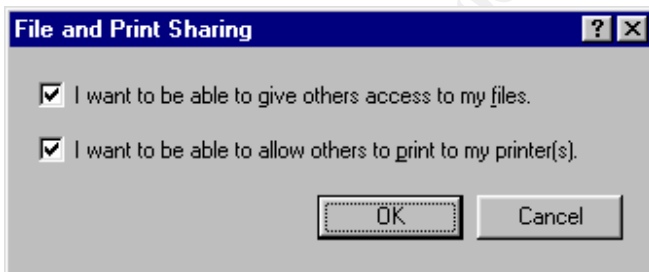 File and Print Sharing
I want to be able to give others access to my files.
I want to be able to allow others to print to my printer(s).
OK Cancel